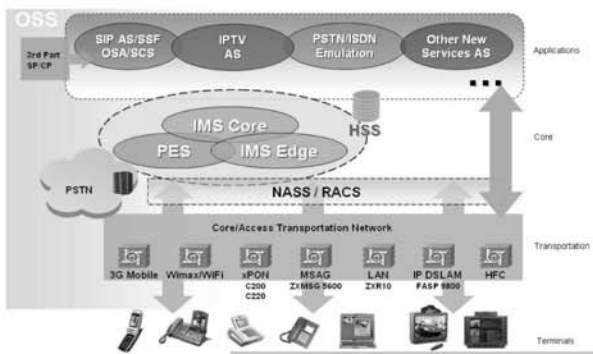 OSS
SIP AS/SSF
OSA/SCS
IPTV
AS
PSTN/ISDN
Emulation
Other New
Services AS
Applications
3rd Part
SP/CP
...
IMS Core
HSS
PES
IMS Edge
Core
PSTN
NASS / RACS
Core/Access Transportation Network
Transportation
3G Mobile
Wimax/WiFi
xPON
C200
C220
MSAG
ZXMSG 5600
LAN
ZXR10
IP DSLAM
FASP 9800
HFC
Terminals